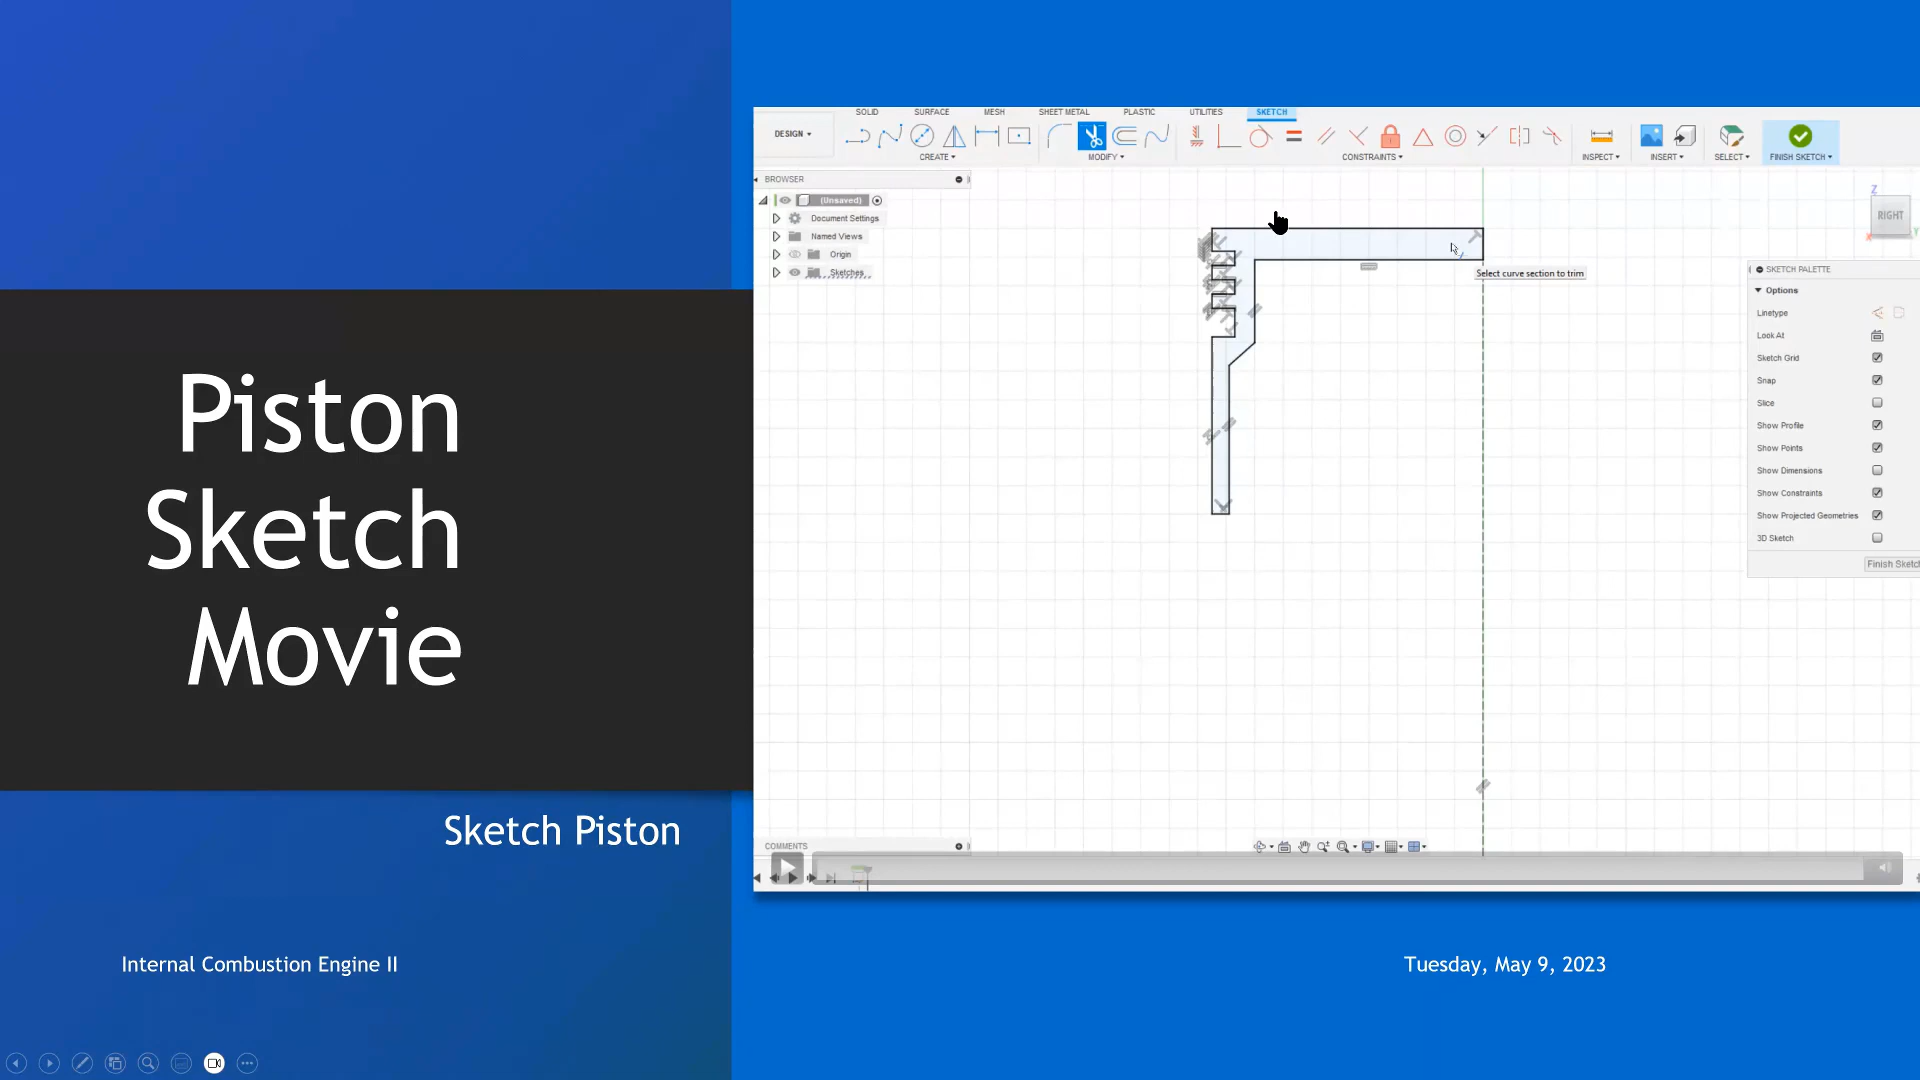 Piston
Sketch
Movie
Sketch Piston
Internal Combustion Engine II
Tuesday, May 9, 2023
SOLID SURFACE MESH SHEET METAL PLASTIC UTILITIES SKETCH
DESIGN
CREATE MODIFY CONSTRAINTS INSPECT INSERT SELECT FINISH SKETCH
BROWSER
(Unsaved)
Document Settings
Named Views
Origin
Sketches
Select curve section to trim
Z
RIGHT
X
Y
SKETCH PALETTE
Options
Linetype
Look At
Sketch Grid
Snap
Slice
Show Profile
Show Points
Show Dimensions
Show Constraints
Show Projected Geometries
3D Sketch
Finish Sketch
COMMENTS